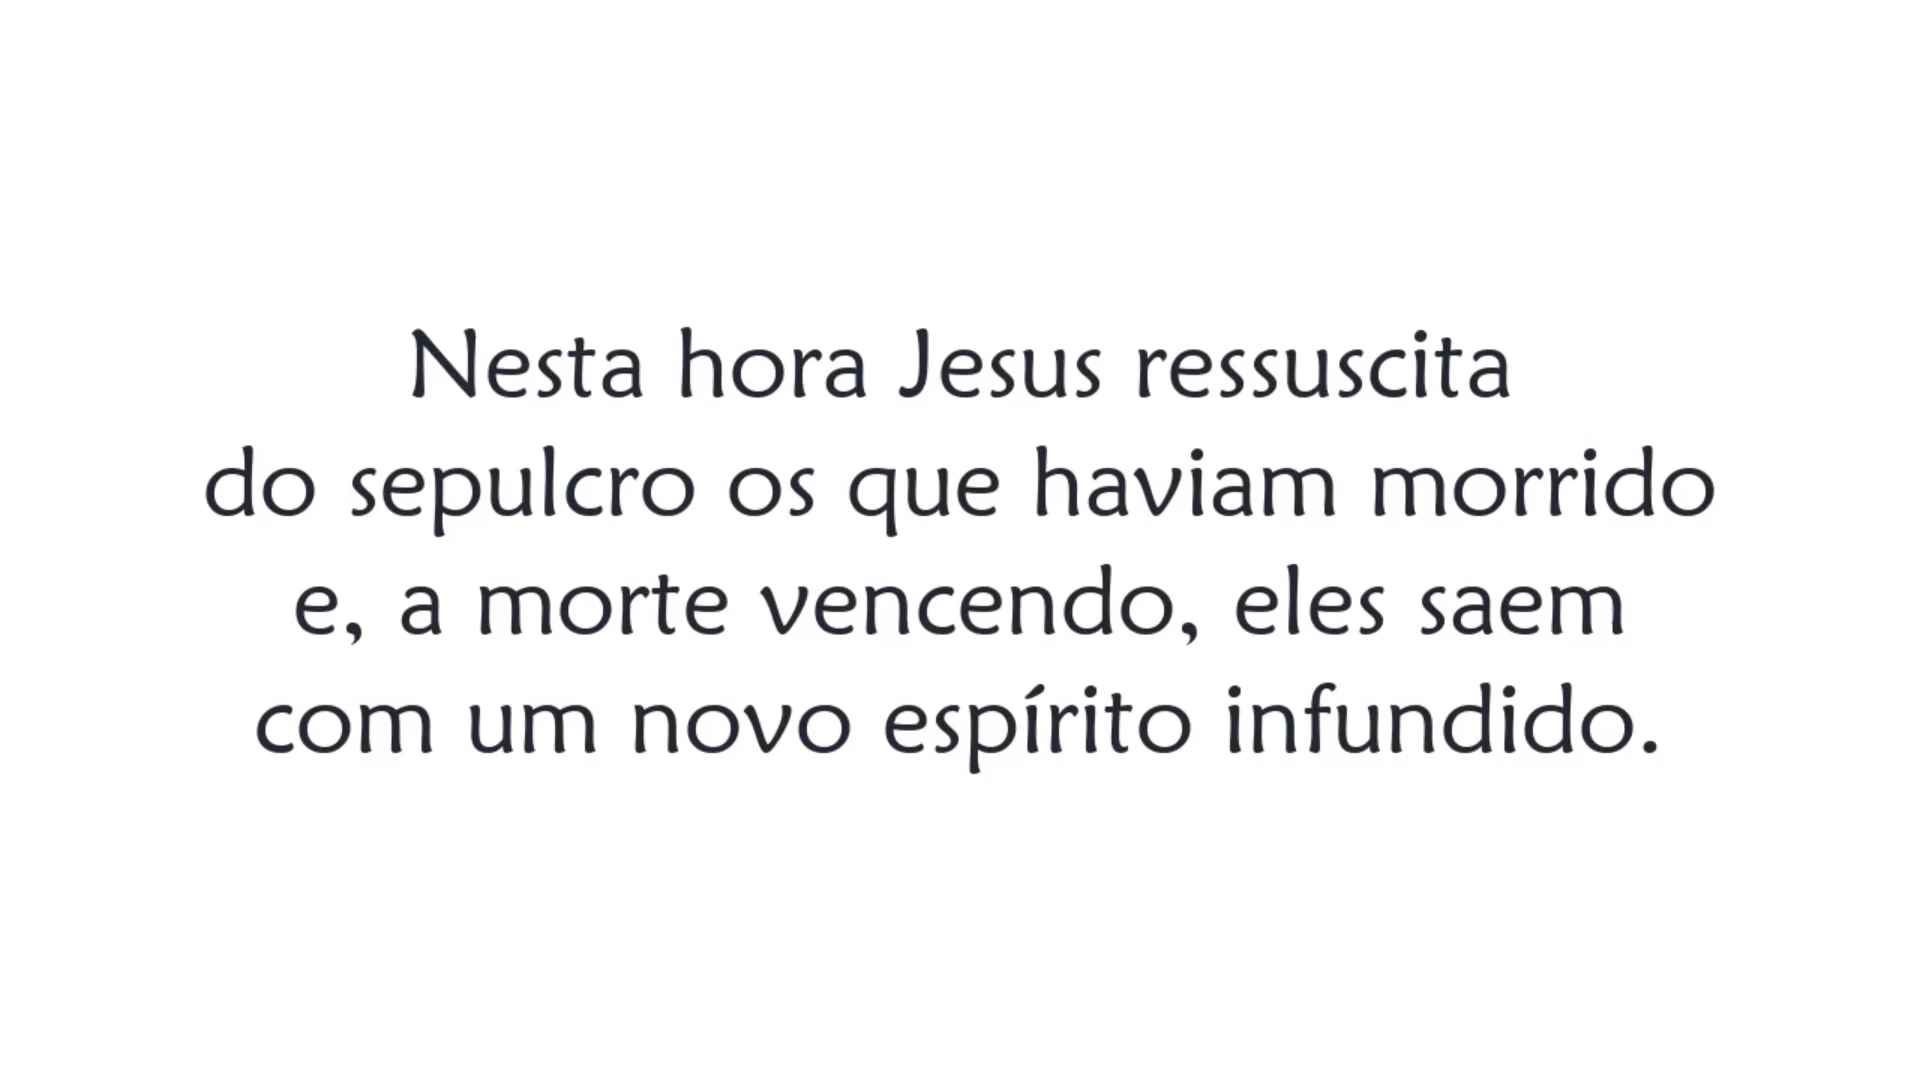 Nesta hora Jesus ressuscita
do sepulcro os que haviam morrido
e, a morte vencendo, eles saem
com um novo espírito infundido.